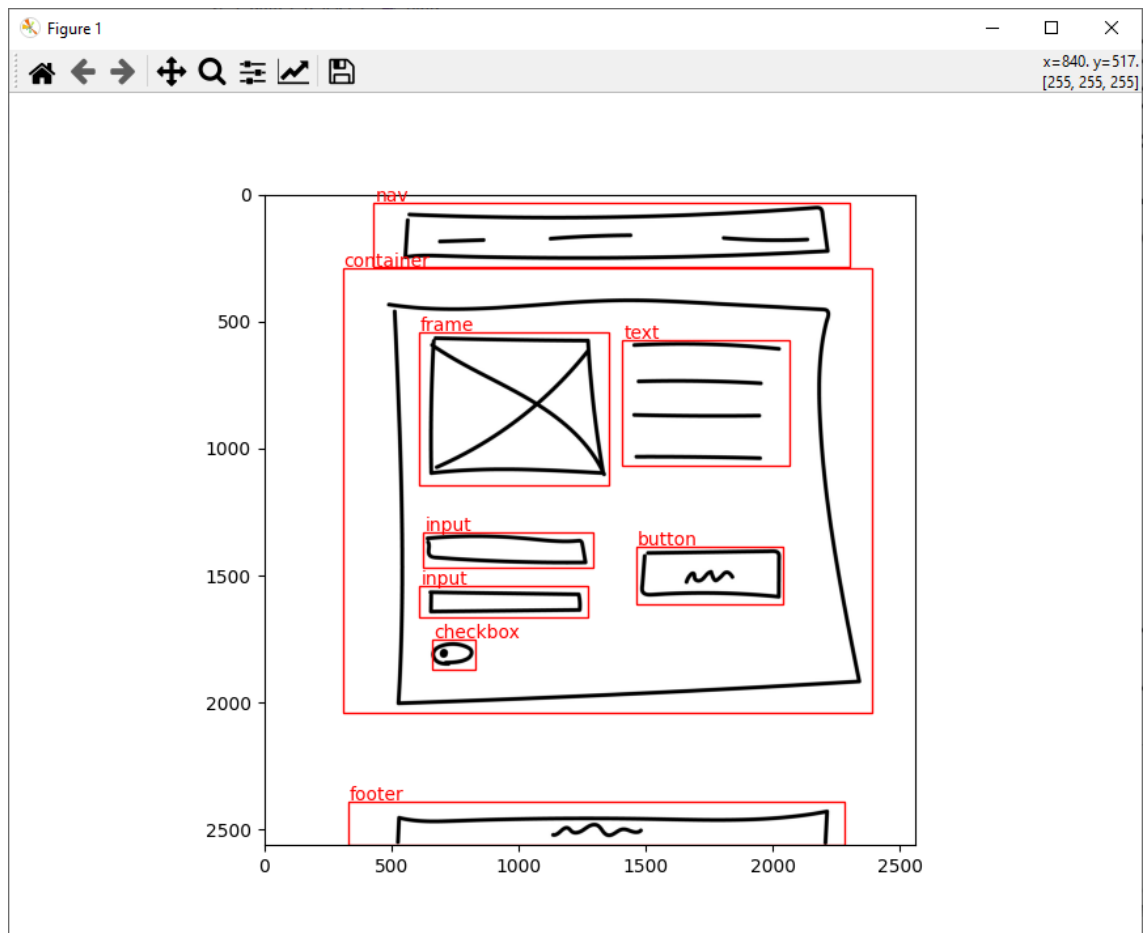 Figure 1
x=840. y=517.
[255, 255, 255]
0
nav
container
500
frame
text
1000
input
button
1500
input
checkbox
2000
footer
2500
0
500
1000
1500
2000
2500